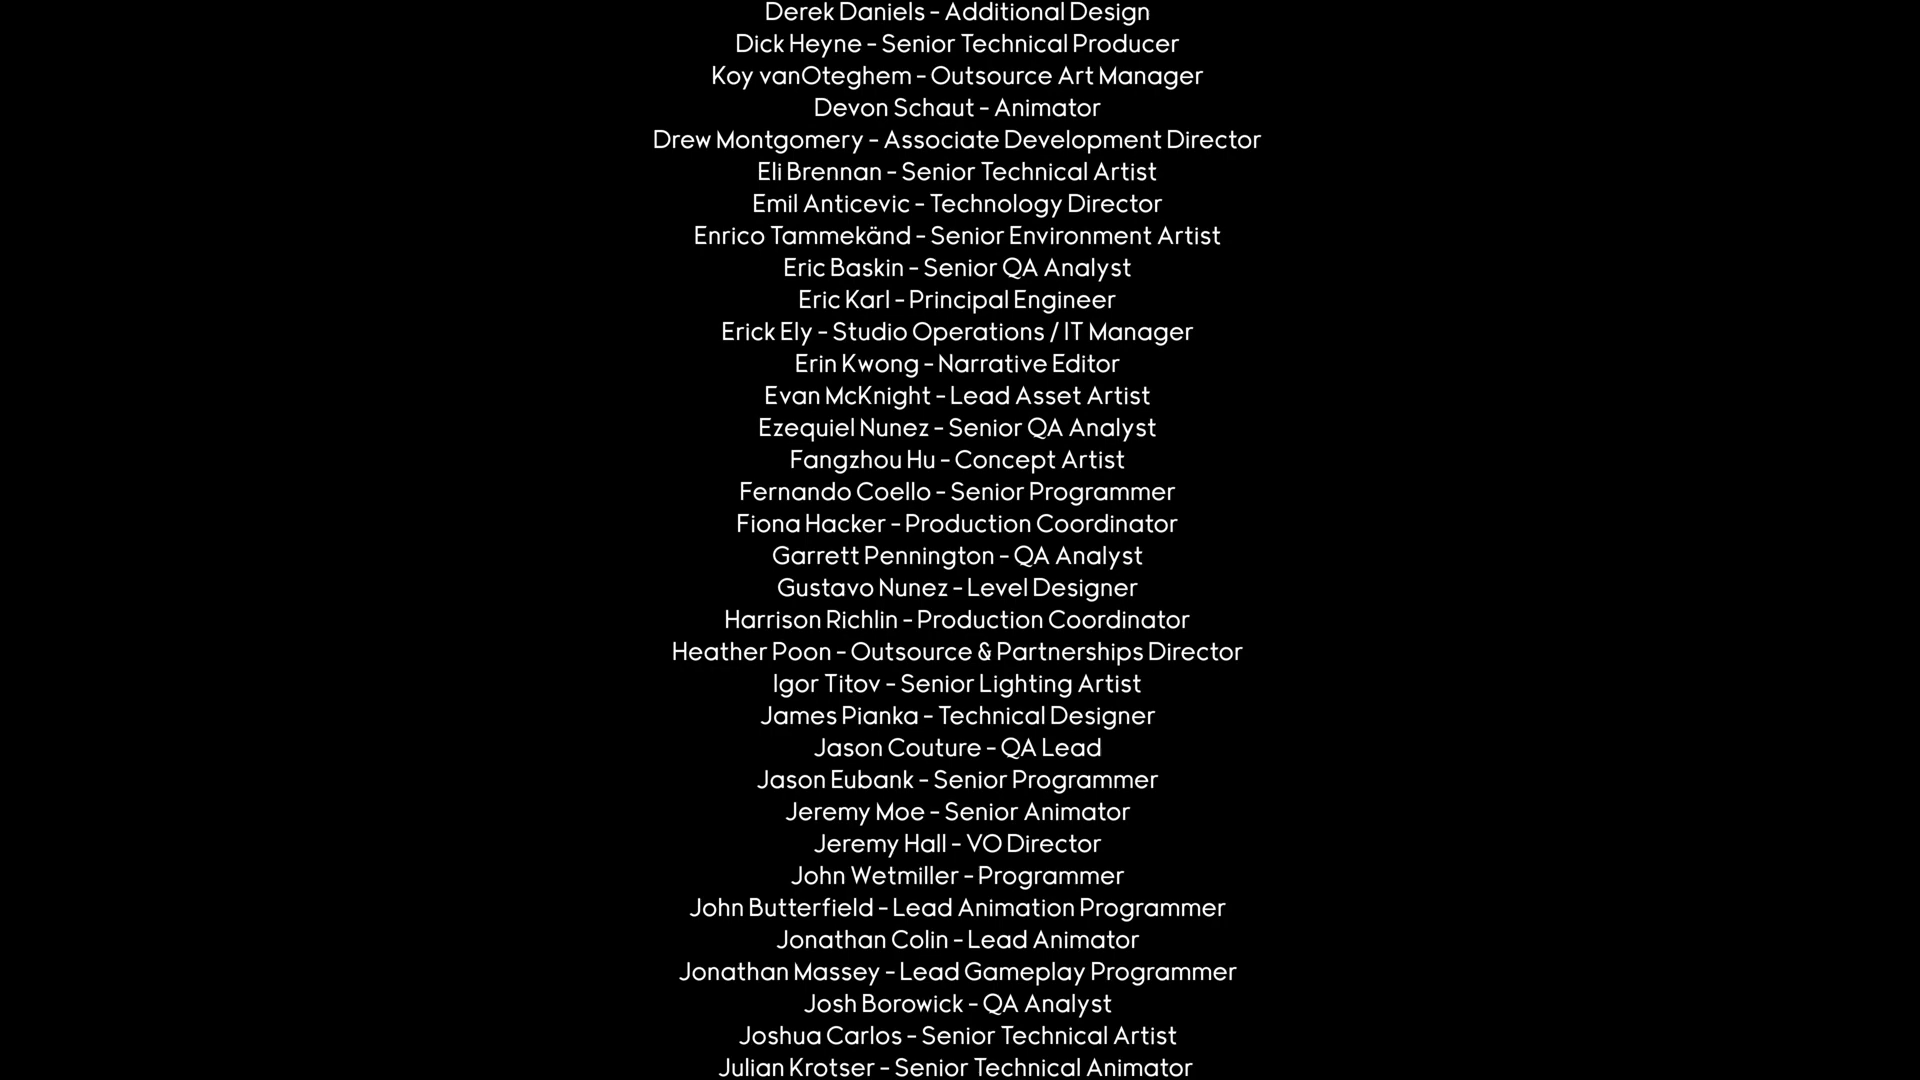 Derek Daniels - Additional Design
Dick Heyne - Senior Technical Producer
Koy vanOteghem - Outsource Art Manager
Devon Schaut - Animator
Drew Montgomery - Associate Development Director
Eli Brennan - Senior Technical Artist
Emil Anticevic - Technology Director
Enrico Tammekänd - Senior Environment Artist
Eric Baskin - Senior QA Analyst
Eric Karl - Principal Engineer
Erick Ely - Studio Operations / IT Manager
Erin Kwong - Narrative Editor
Evan McKnight - Lead Asset Artist
Ezequiel Nunez - Senior QA Analyst
Fangzhou Hu - Concept Artist
Fernando Coello - Senior Programmer
Fiona Hacker - Production Coordinator
Garrett Pennington - QA Analyst
Gustavo Nunez - Level Designer
Harrison Richlin - Production Coordinator
Heather Poon - Outsource & Partnerships Director
Igor Titov - Senior Lighting Artist
James Pianka - Technical Designer
Jason Couture - QA Lead
Jason Eubank - Senior Programmer
Jeremy Moe - Senior Animator
Jeremy Hall - VO Director
John Wetmiller - Programmer
John Butterfield - Lead Animation Programmer
Jonathan Colin - Lead Animator
Jonathan Massey - Lead Gameplay Programmer
Josh Borowick - QA Analyst
Joshua Carlos - Senior Technical Artist
Julian Krotser - Senior Technical Animator